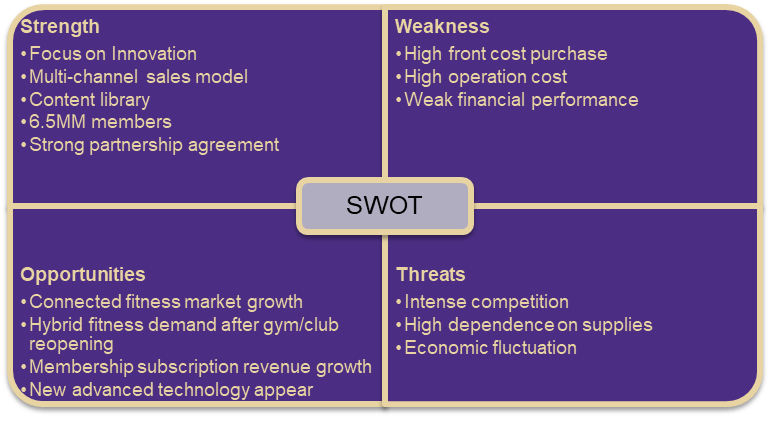 Strength
• Focus on Innovation
• Multi-channel sales model
• Content library
• 6.5MM members
• Strong partnership agreement
Weakness
• High front cost purchase
• High operation cost
• Weak financial performance
SWOT
Opportunities
• Connected fitness market growth
• Hybrid fitness demand after gym/club
reopening
• Membership subscription revenue growth
• New advanced technology appear
Threats
• Intense competition
• High dependence on supplies
• Economic fluctuation